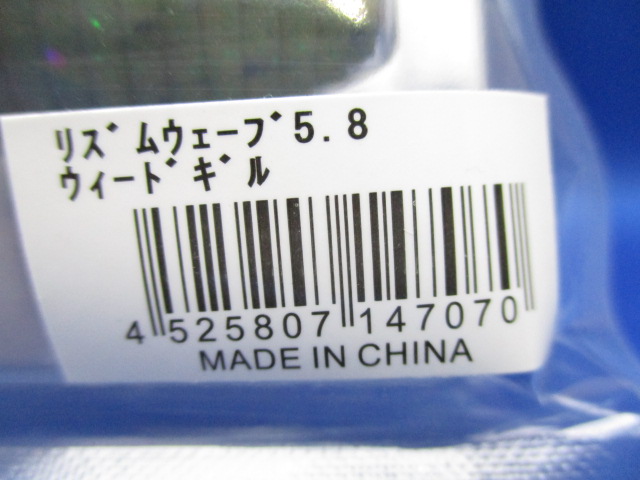 ﾘｽﾞﾑｳｪｰﾌﾞ5.8
ｳｨｰﾄﾞｷﾞﾙ
4 525807 147070
MADE IN CHINA